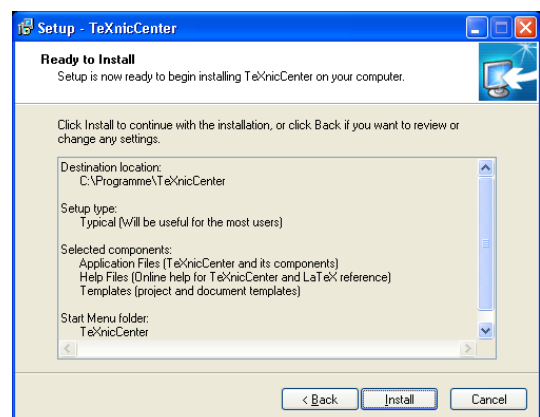 Setup - TeXnicCenter
Ready to Install
Setup is now ready to begin installing TeXnicCenter on your computer.
Click Install to continue with the installation, or click Back if you want to review or
change any settings.
Destination location:
C:\Programme\TeXnicCenter
Setup type:
Typical (Will be useful for the most users)
Selected components:
Application Files (TeXnicCenter and its components)
Help Files (Online help for TeXnicCenter and LaTeX reference)
Templates (project and document templates)
Start Menu folder:
TeXnicCenter
< Back Install Cancel